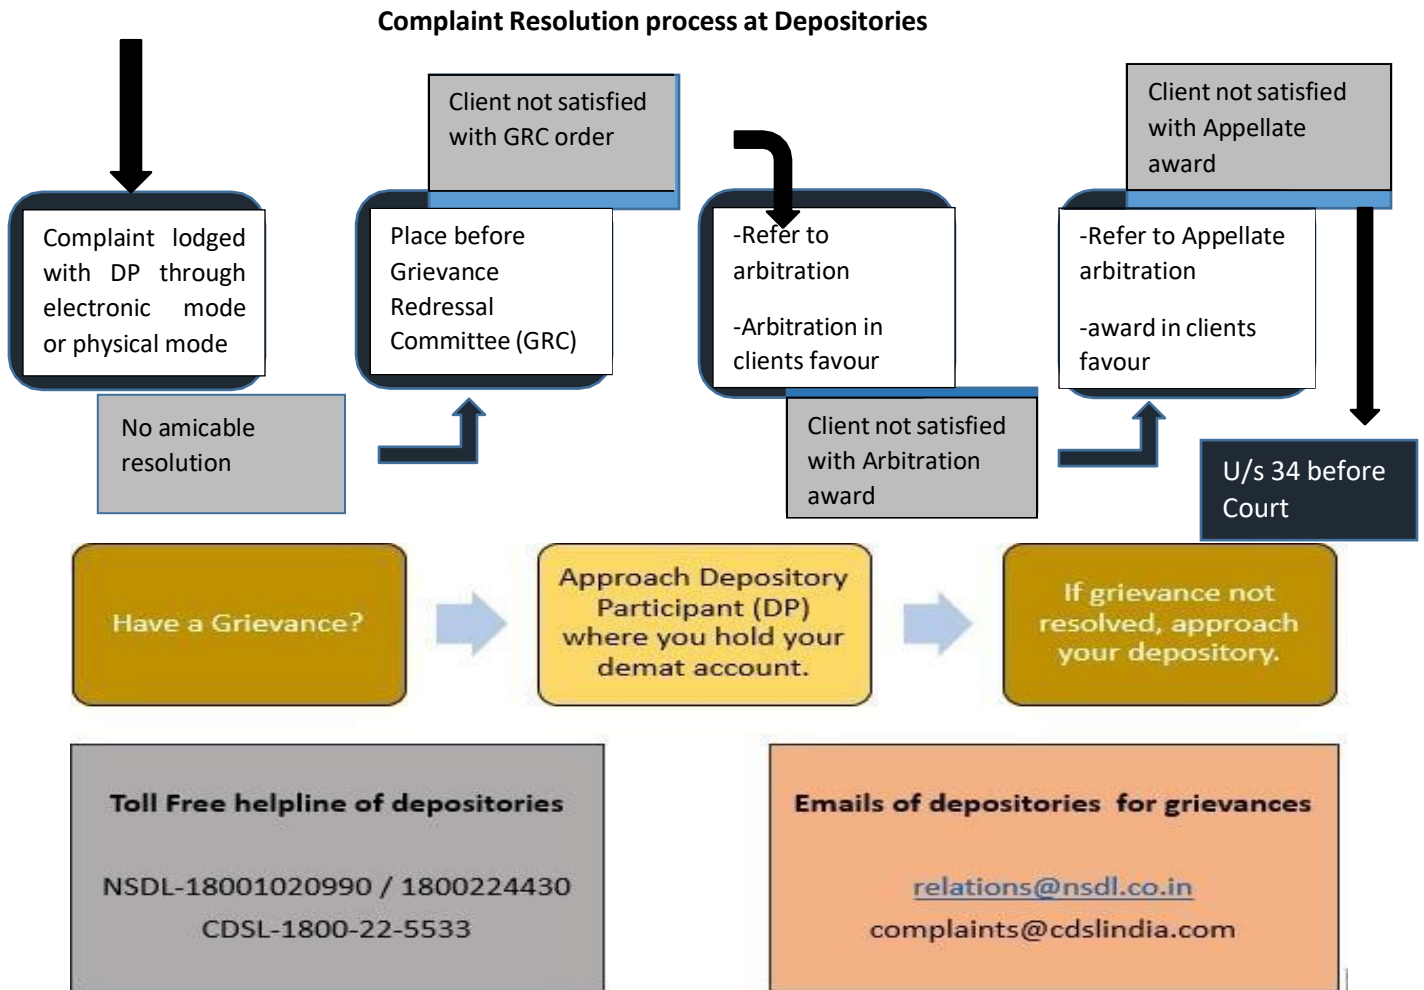 Complaint Resolution process at Depositories
Client not satisfied
with GRC order
Client not satisfied
with Appellate
award
Complaint lodged
with DP through
electronic mode
or physical mode
Place before
Grievance
Redressal
Committee (GRC)
-Refer to
arbitration
-Arbitration in
clients favour
-Refer to Appellate
arbitration
-award in clients
favour
No amicable
resolution
Client not satisfied
with Arbitration
award
U/s 34 before
Court
Have a Grievance?
Approach Depository
Participant (DP)
where you hold your
demat account.
If grievance not
resolved, approach
your depository.
Toll Free helpline of depositories
NSDL-18001020990 / 1800224430
CDSL-1800-22-5533
Emails of depositories for grievances
relations@nsdl.co.in
complaints@cdslindia.com